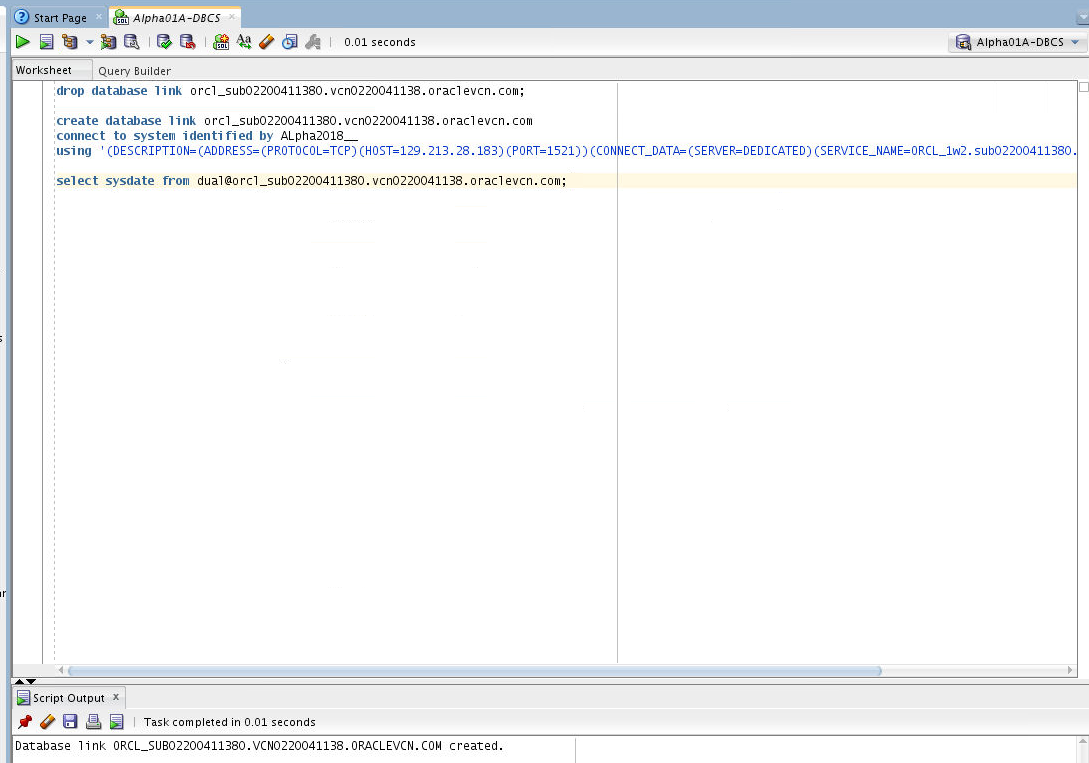 Start Page
Alpha01A-DBCS
0.01 seconds
Alpha01A-DBCS
Worksheet
Query Builder
drop database link orcl_sub02200411380.vcn0220041138.oraclevcn.com;
create database link orcl_sub02200411380.vcn0220041138.oraclevcn.com
connect to system identified by ALpha2018__
using '(DESCRIPTION=(ADDRESS=(PROTOCOL=TCP)(HOST=129.213.28.183)(PORT=1521))(CONNECT_DATA=(SERVER=DEDICATED)(SERVICE_NAME=ORCL_1w2.sub02200411380.
select sysdate from dual@orcl_sub02200411380.vcn0220041138.oraclevcn.com;
Script Output
Task completed in 0.01 seconds
Database link ORCL_SUB02200411380.VCN0220041138.ORACLEVCN.COM created.